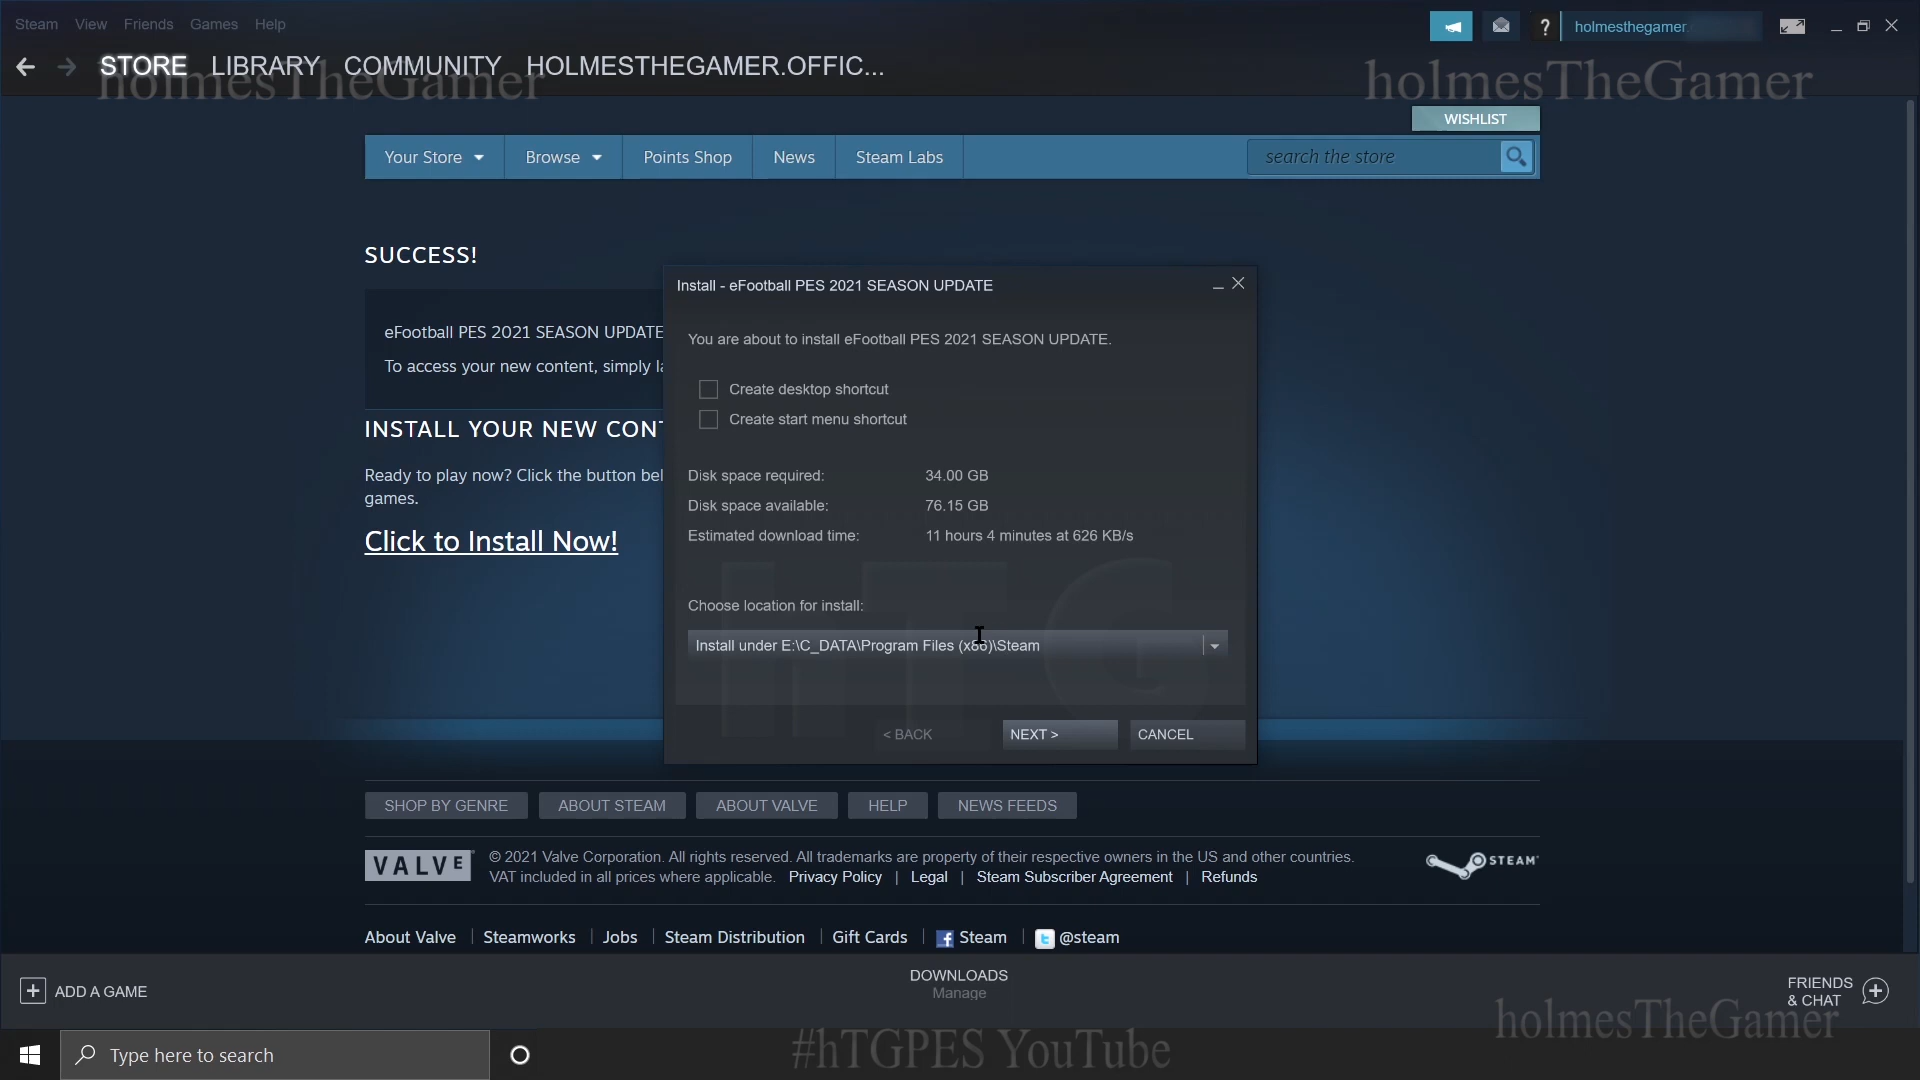 Steam View Friends Games Help
? holmesthegamer
STORE LIBRARY COMMUNITY HOLMESTHEGAMER.OFFIC...
holmesTheGamer
holmesTheGamer
WISHLIST
Your Store Browse Points Shop News Steam Labs search the store
SUCCESS!
eFootball PES 2021 SEASON UPDATE
To access your new content, simply
INSTALL YOUR NEW CONT
Ready to play now? Click the button bel
games.
Click to Install Now!
Install - eFootball PES 2021 SEASON UPDATE
You are about to install eFootball PES 2021 SEASON UPDATE.
Create desktop shortcut
Create start menu shortcut
Disk space required: 34.00 GB
Disk space available: 76.15 GB
Estimated download time: 11 hours 4 minutes at 626 KB/s
Choose location for install:
Install under E:\C_DATA\Program Files (x86)\Steam
hTG
< BACK NEXT > CANCEL
SHOP BY GENRE ABOUT STEAM ABOUT VALVE HELP NEWS FEEDS
VALVE
© 2021 Valve Corporation. All rights reserved. All trademarks are property of their respective owners in the US and other countries.
VAT included in all prices where applicable. Privacy Policy | Legal | Steam Subscriber Agreement | Refunds
STEAM
About Valve | Steamworks | Jobs | Steam Distribution | Gift Cards | Steam | @steam
ADD A GAME
DOWNLOADS
Manage
FRIENDS
& CHAT
holmesTheGamer
Type here to search
#hTGPES YouTube